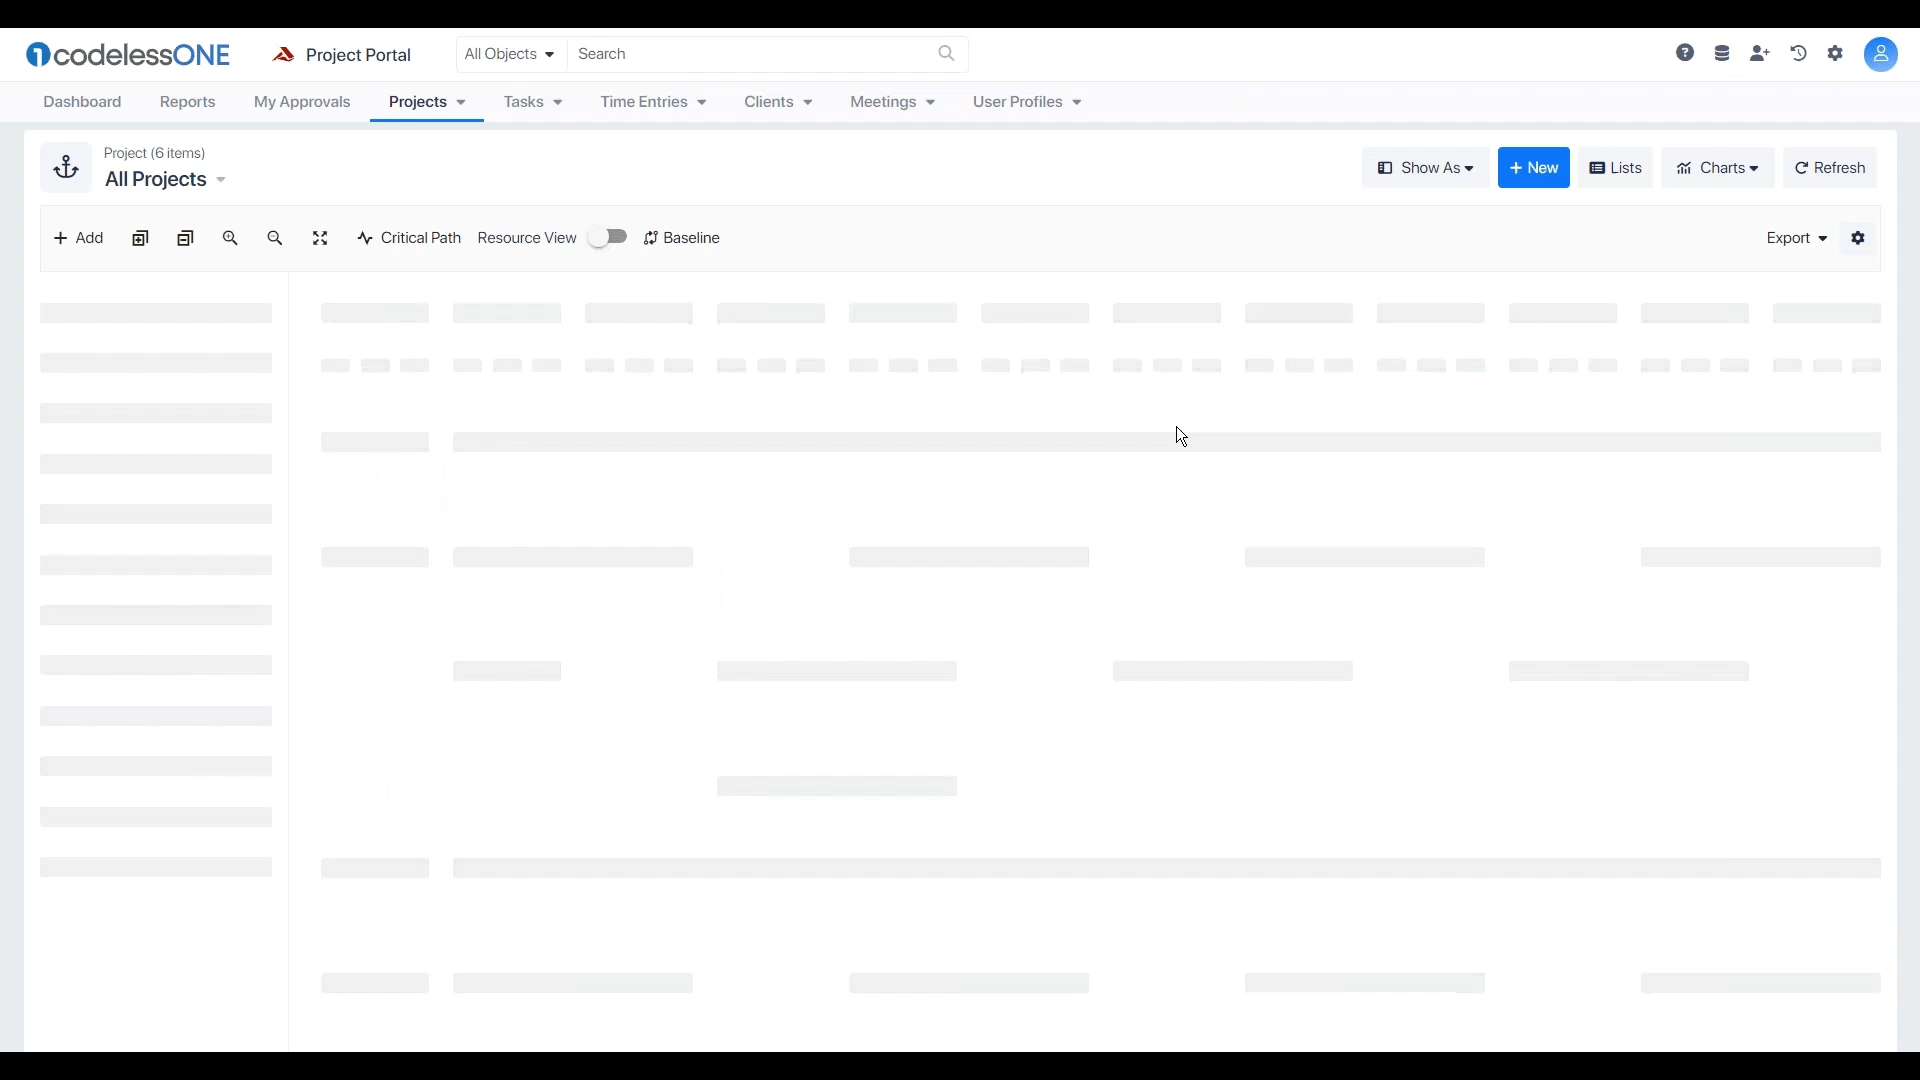 codelessONE
Project Portal
All Objects
Search
Dashboard
Reports
My Approvals
Projects
Tasks
Time Entries
Clients
Meetings
User Profiles
Project (6 items)
All Projects
Show As
+ New
Lists
Charts
Refresh
+ Add
Critical Path
Resource View
Baseline
Export